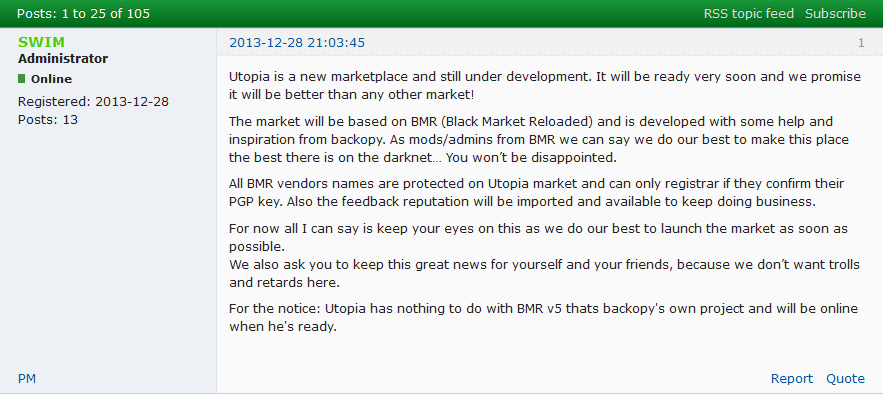 Posts: 1 to 25 of 105
RSS topic feed Subscribe
SWIM
Administrator
Online
Registered: 2013-12-28
Posts: 13
2013-12-28 21:03:45
1
Utopia is a new marketplace and still under development. It will be ready very soon and we promise
it will be better than any other market!
The market will be based on BMR (Black Market Reloaded) and is developed with some help and
inspiration from backopy. As mods/admins from BMR we can say we do our best to make this place
the best there is on the darknet... You won't be disappointed.
All BMR vendors names are protected on Utopia market and can only registrar if they confirm their
PGP key. Also the feedback reputation will be imported and available to keep doing business.
For now all I can say is keep your eyes on this as we do our best to launch the market as soon as
possible.
We also ask you to keep this great news for yourself and your friends, because we don't want trolls
and retards here.
For the notice: Utopia has nothing to do with BMR v5 thats backopy's own project and will be online
when he's ready.
PM
Report Quote